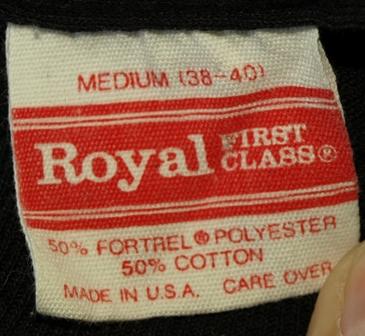 MEDIUM (38-40)
Royal FIRST CLASS®
50% FORTREL® POLYESTER
50% COTTON
MADE IN U.S.A. CARE OVER